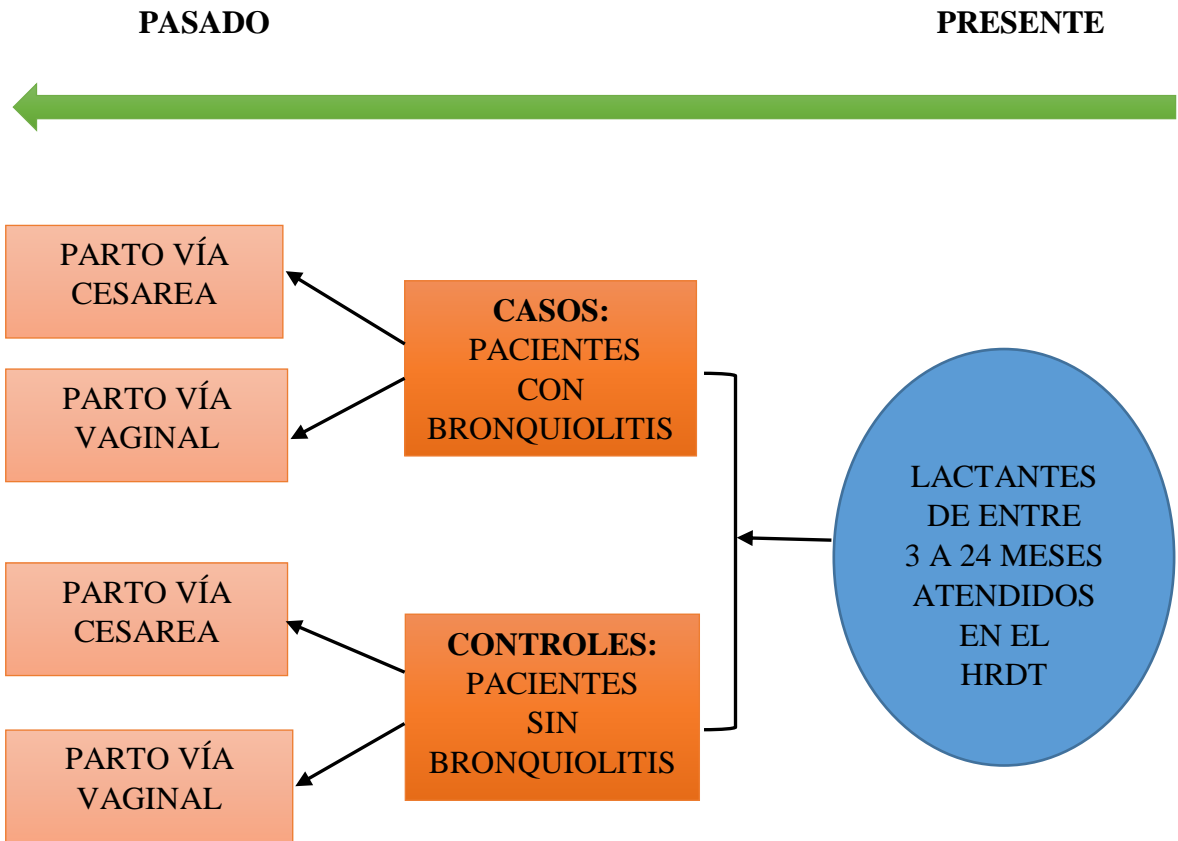 PASADO
PRESENTE
PARTO VÍA
CESAREA
PARTO VÍA
VAGINAL
CASOS:
PACIENTES
CON
BRONQUIOLITIS
PARTO VÍA
CESAREA
PARTO VÍA
VAGINAL
CONTROLES:
PACIENTES
SIN
BRONQUIOLITIS
LACTANTES
DE ENTRE
3 A 24 MESES
ATENDIDOS
EN EL
HRDT